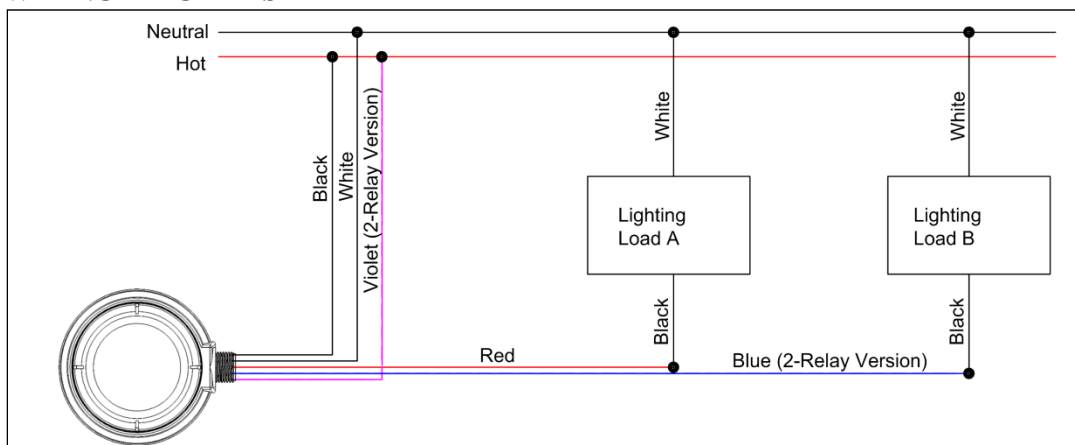 Neutral
Hot
Black
White
Violet (2-Relay Version)
White
White
Lighting
Load A
Lighting
Load B
Black
Black
Red
Blue (2-Relay Version)